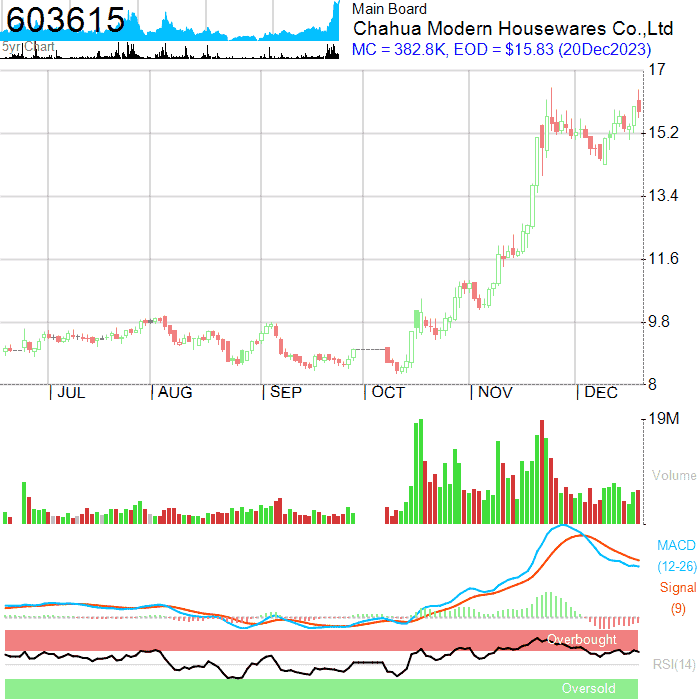 603615
5yr Chart
Main Board
Chahua Modern Housewares Co.,Ltd
MC = 382.8K, EOD = $15.83 (20Dec2023)
17
15.2
13.4
11.6
9.8
8
JUL AUG SEP OCT NOV DEC
19M
Volume
MACD
(12-26)
Signal
(9)
Overbought
RSI(14)
Oversold